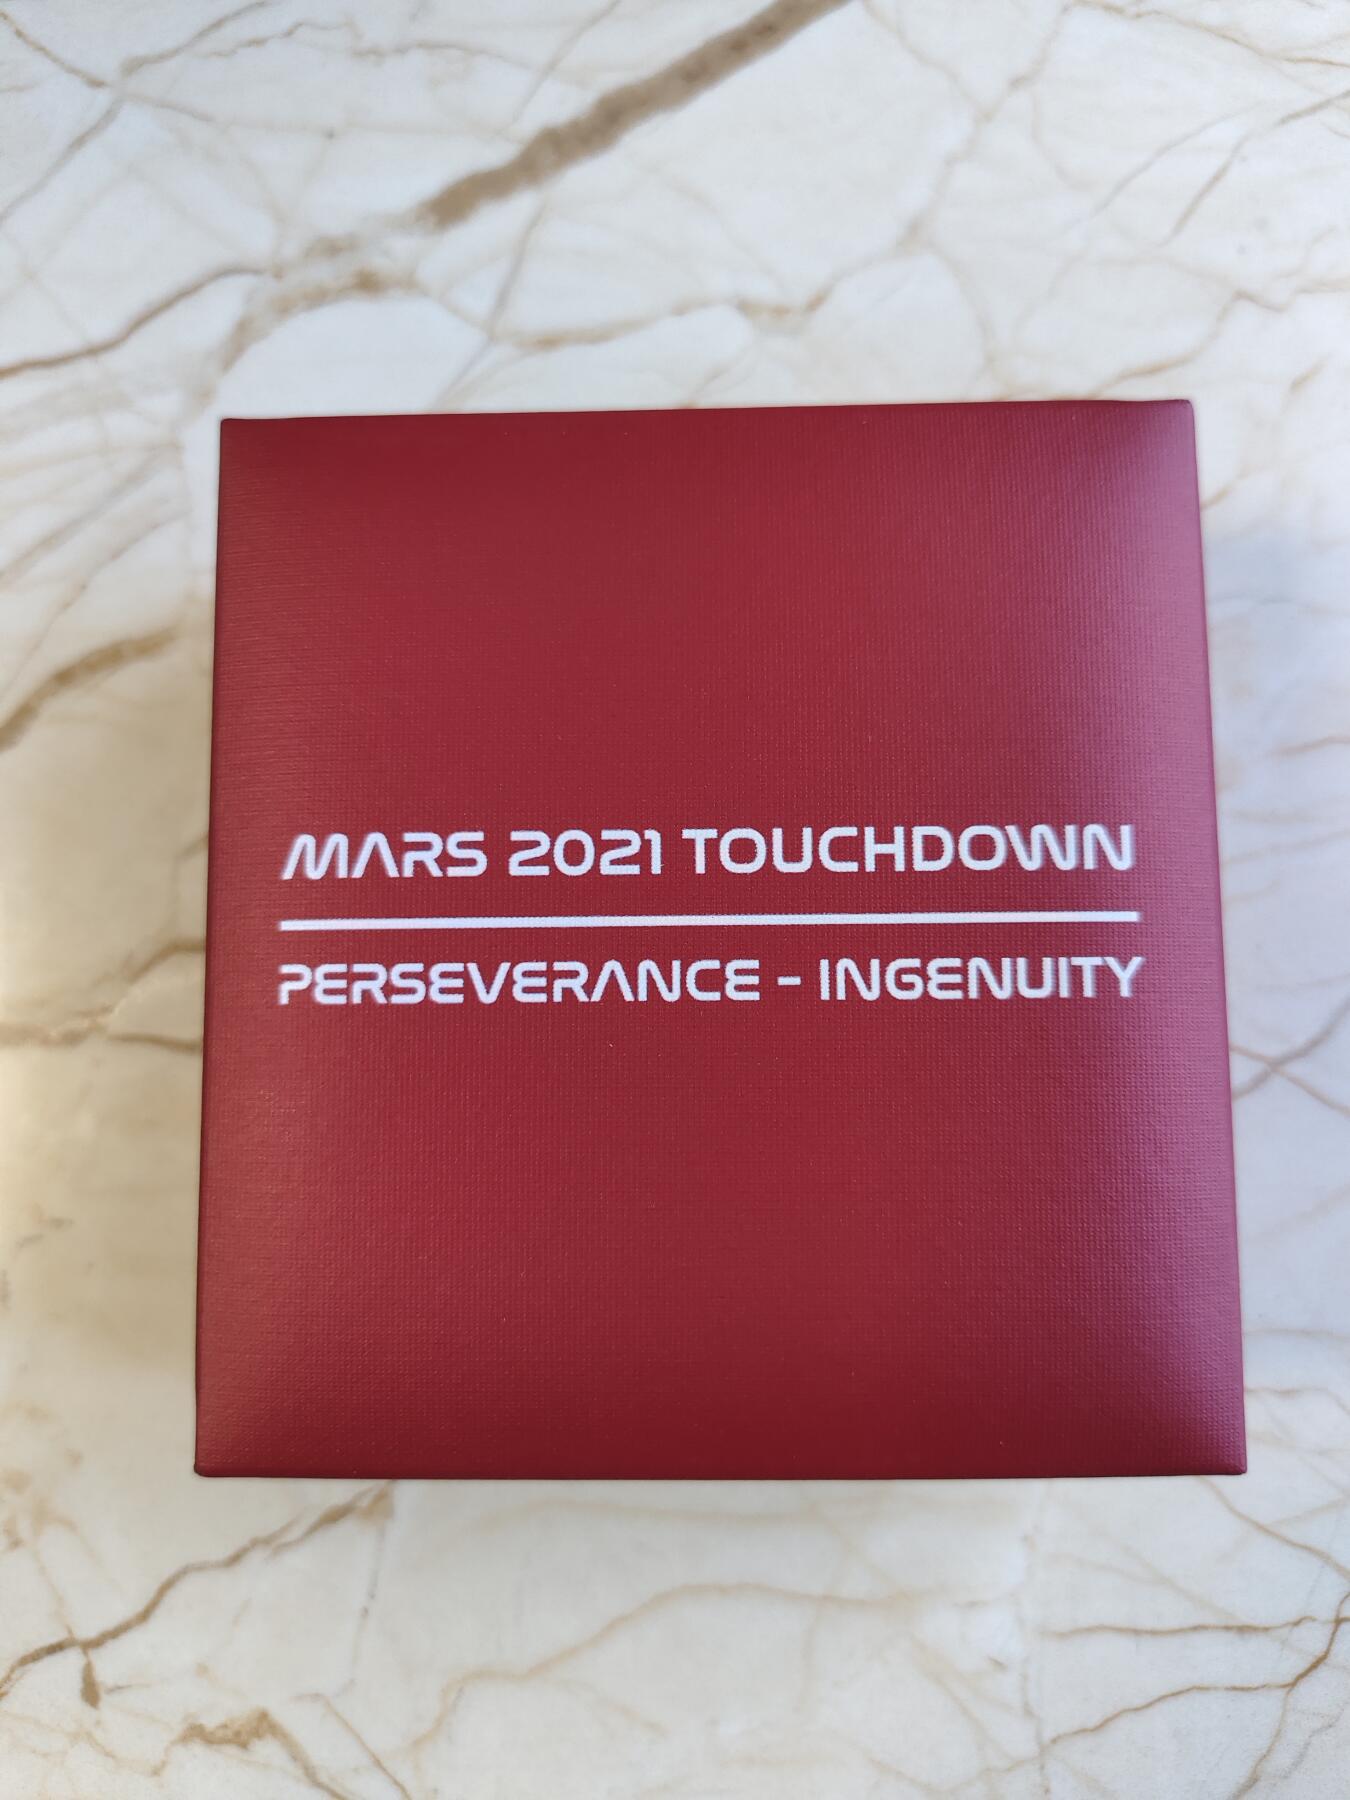 MARS 2021 TOUCHDOWN
PERSEVERANCE - INGENUITY